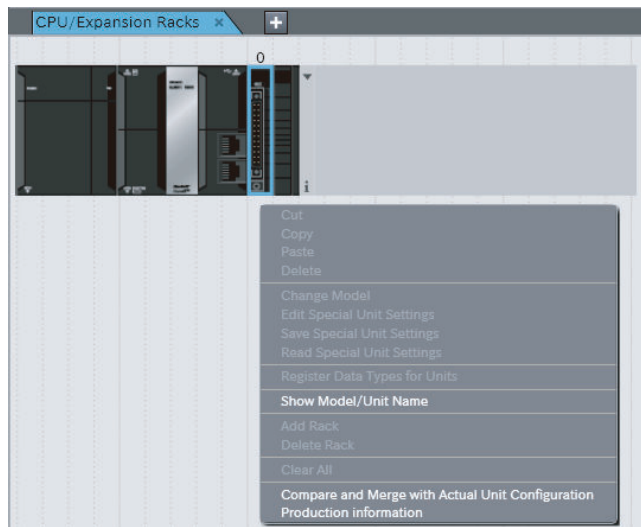 CPU/Expansion Racks ×
+
0
i
Cut
Copy
Paste
Delete
Change Model
Edit Special Unit Settings
Save Special Unit Settings
Read Special Unit Settings
Register Data Types for Units
Show Model/Unit Name
Add Rack
Delete Rack
Clear All
Compare and Merge with Actual Unit Configuration
Production information